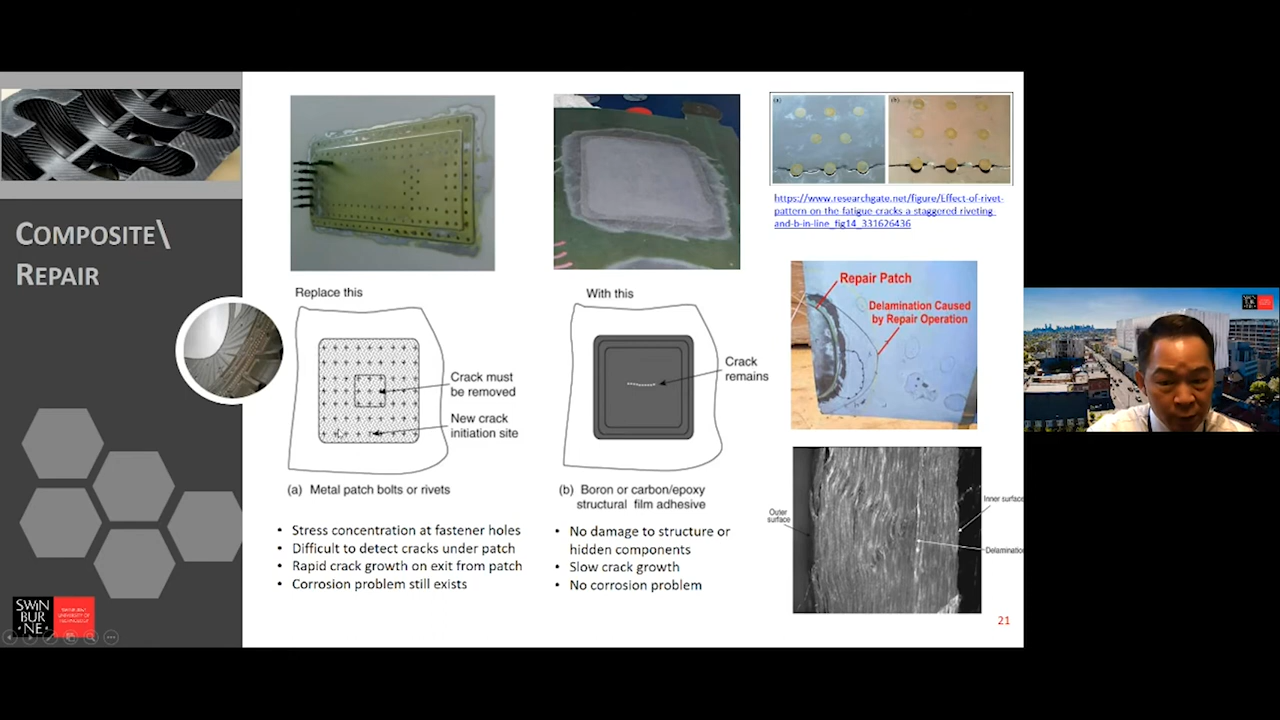 COMPOSITE\
REPAIR
(a)
(b)
https://www.researchgate.net/figure/Effect-of-rivet-
pattern on the fatigue cracks a staggered riveting
and-b-in-line_fig14_331626436
Replace this
Crack must
be removed
New crack
initiation site
(a) Metal patch bolts or rivets
With this
Crack
remains
(b) Boron or carbon/epoxy
structural film adhesive
Repair Patch
Delamination Caused
by Repair Operation
• Stress concentration at fastener holes
• Difficult to detect cracks under patch
• Rapid crack growth on exit from patch
• Corrosion problem still exists
• No damage to structure or
hidden components
• Slow crack growth
• No corrosion problem
Outer
surface
Inner surface
Delamination
21
SWIN
BUR
NE
SWINBURNE
UNIVERSITY OF
TECHNOLOGY